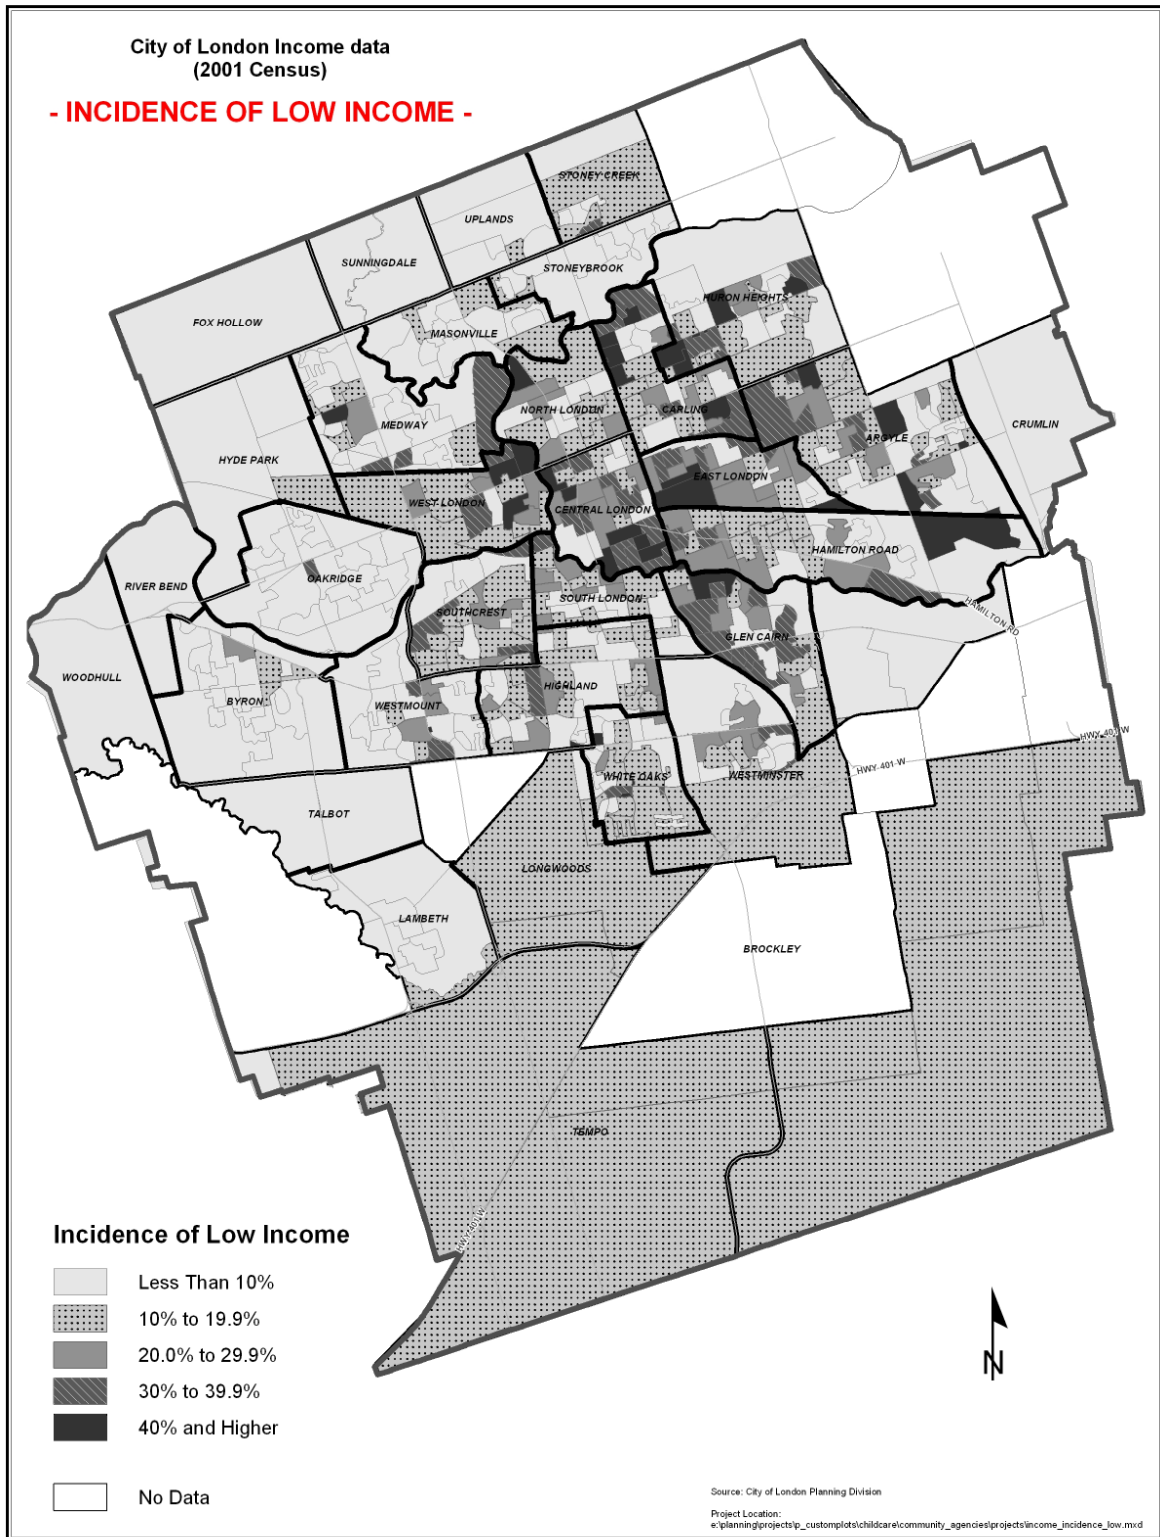 City of London Income data
(2001 Census)
- INCIDENCE OF LOW INCOME -
STONEY CREEK
UPLANDS
SUNNINGDALE
STONEYBROOK
FOX HOLLOW
HURON HEIGHTS
MASONVILLE
NORTH LONDON
CARLING
MEDWAY
CRUMLIN
ARGYLE
HYDE PARK
EAST LONDON
WEST LONDON
CENTRAL LONDON
HAMILTON ROAD
OAKRIDGE
RIVER BEND
SOUTH LONDON
HAMILTON RD
SOUTHCREST
GLEN CAIRN
WOODHULL
HIGHLAND
BYRON
WESTMOUNT
HWY 401 W
HWY 401 W
WHITE OAKS
WESTMINSTER
TALBOT
LONGWOODS
LAMBETH
BROCKLEY
TEMPO
HWY 401 W
Incidence of Low Income
Less Than 10%
10% to 19.9%
20.0% to 29.9%
30% to 39.9%
40% and Higher
No Data
N
Source: City of London Planning Division
Project Location:
e:\planning\projects\p_customplots\childcare\community_agencies\projects\income_incidence_low.mxd